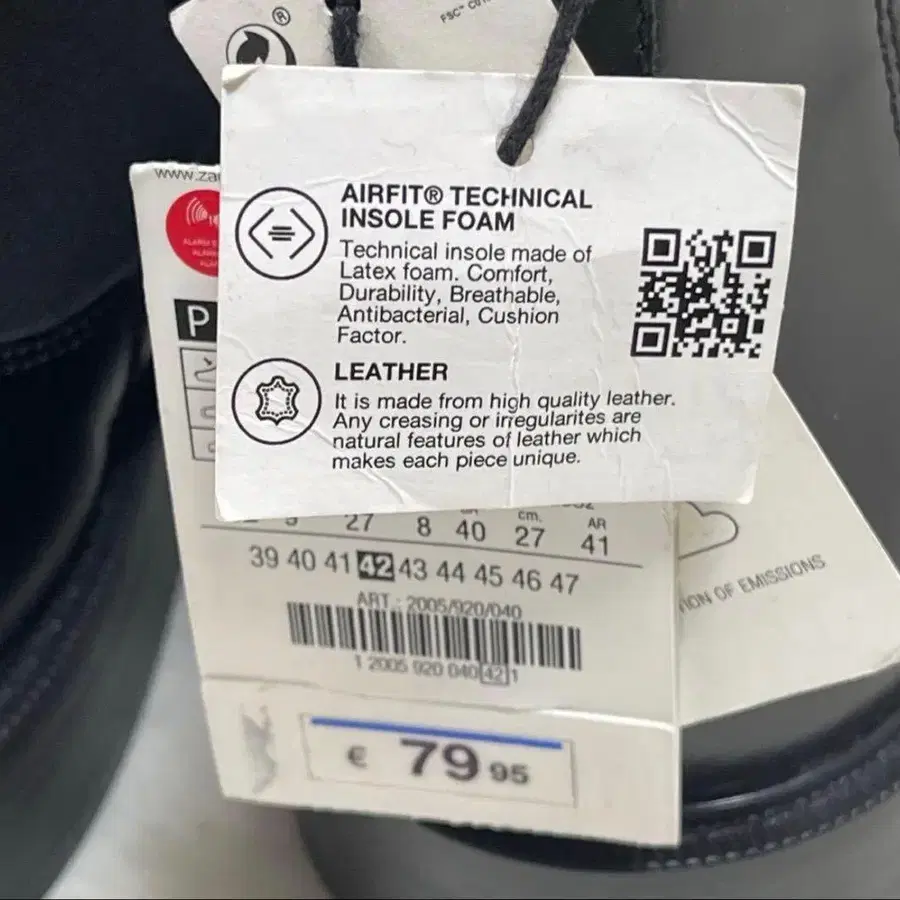 ®
FSC™
www.za
AIRFIT® TECHNICAL
INSOLE FOAM
Technical insole made of
Latex foam. Comfort,
Durability, Breathable,
Antibacterial, Cushion
Factor.
LEATHER
It is made from high quality leather.
Any creasing or irregularites are
natural features of leather which
makes each piece unique.
P
27 8 40 27 41
cm. AR
39 40 41 42 43 44 45 46 47
ART.: 2005/920/040
1 2005 920 040 42 1
ION OF EMISSIONS
€ 79 95